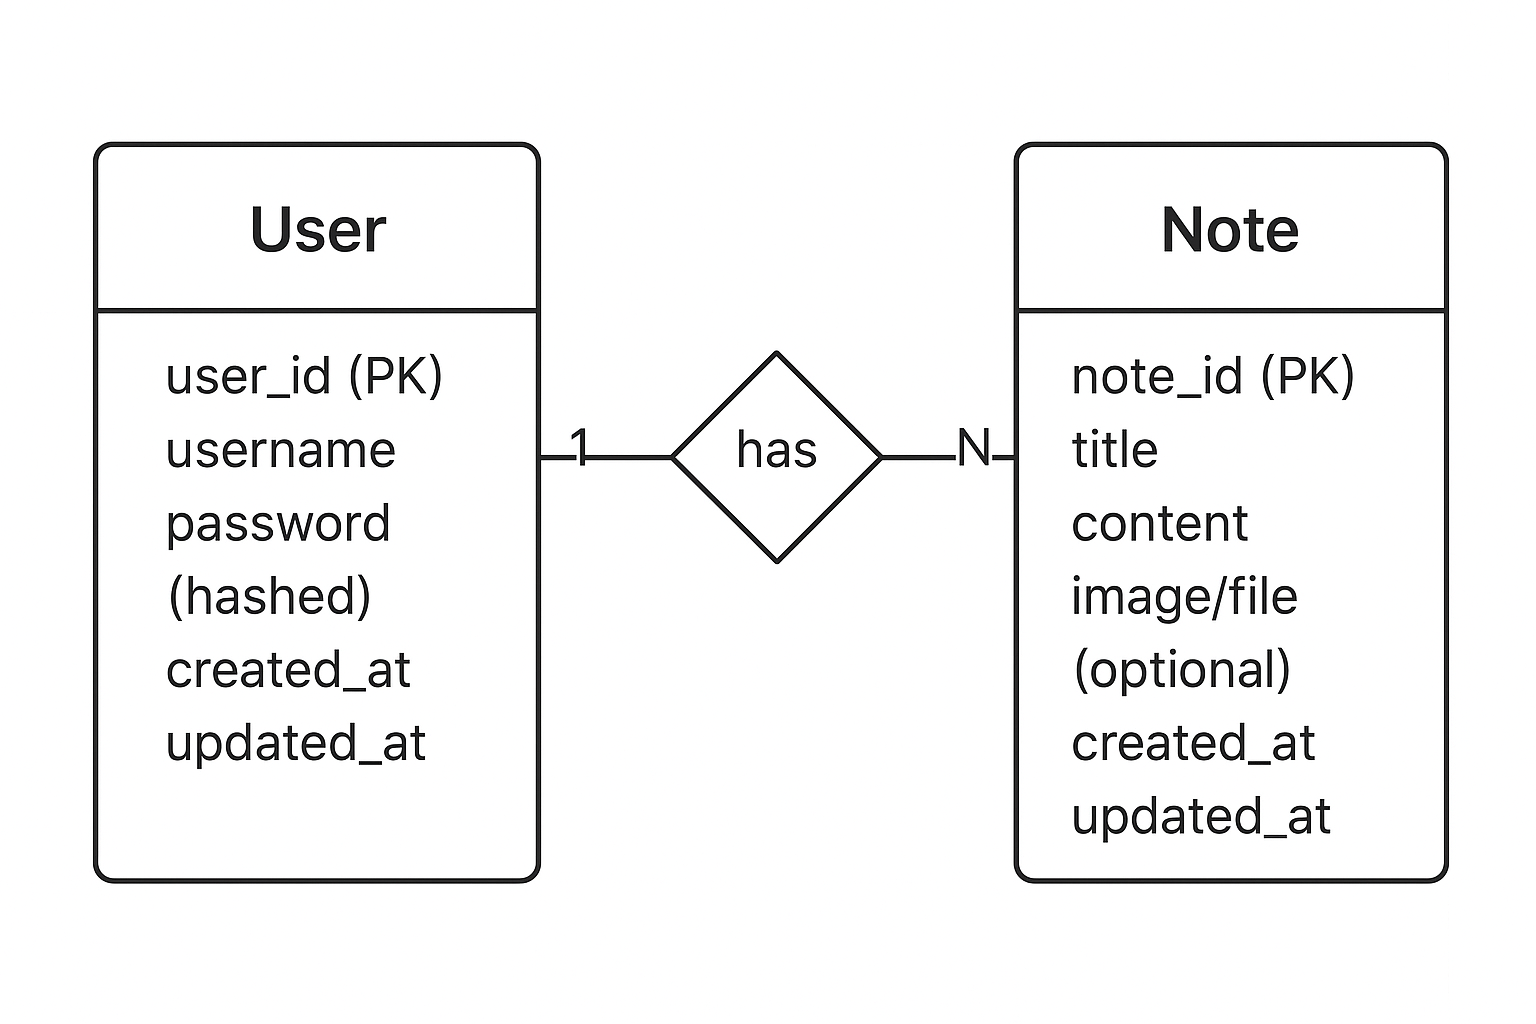 User
user_id (PK)
username
password
(hashed)
created_at
updated_at
1
has
N
Note
note_id (PK)
title
content
image/file
(optional)
created_at
updated_at